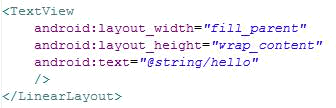 <TextView
    android:layout_width="fill_parent"
    android:layout_height="wrap_content"
    android:text="@string/hello"
    />
</LinearLayout>